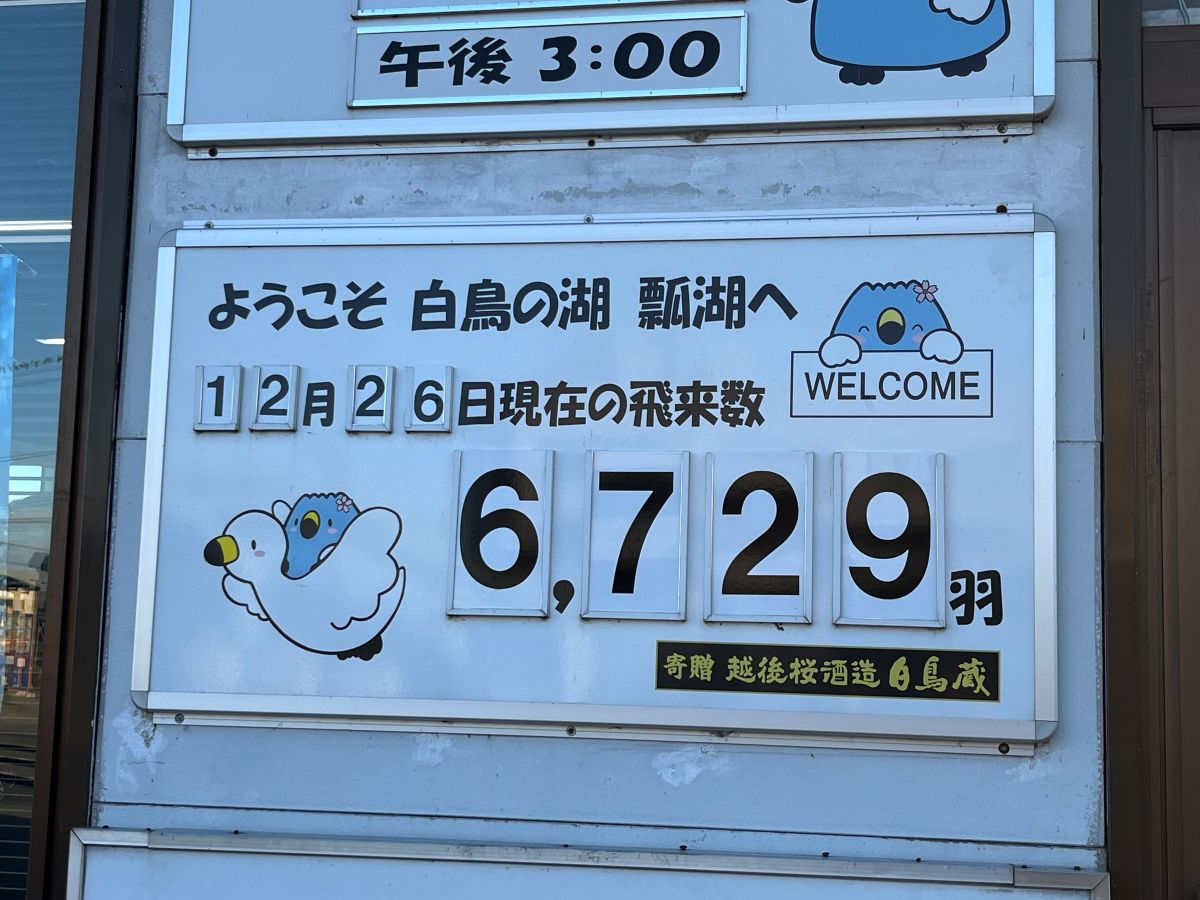 午後 3:00
ようこそ 白鳥の湖 瓢湖へ
WELCOME
12月26日現在の飛来数
6,729羽
寄贈 越後桜酒造 白鳥蔵